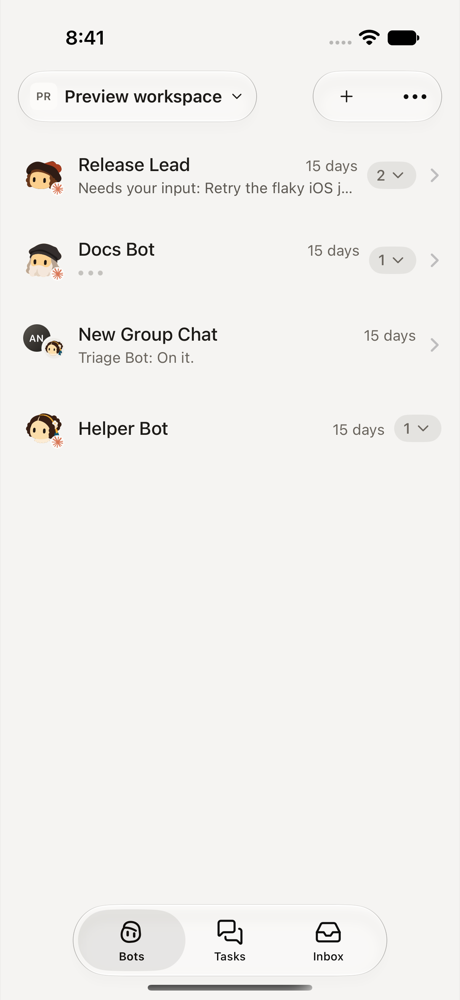 8:41
PR Preview workspace
Release Lead 15 days 2
Needs your input: Retry the flaky iOS j...
Docs Bot 15 days 1
AN New Group Chat 15 days
Triage Bot: On it.
Helper Bot 15 days 1
Bots Tasks Inbox